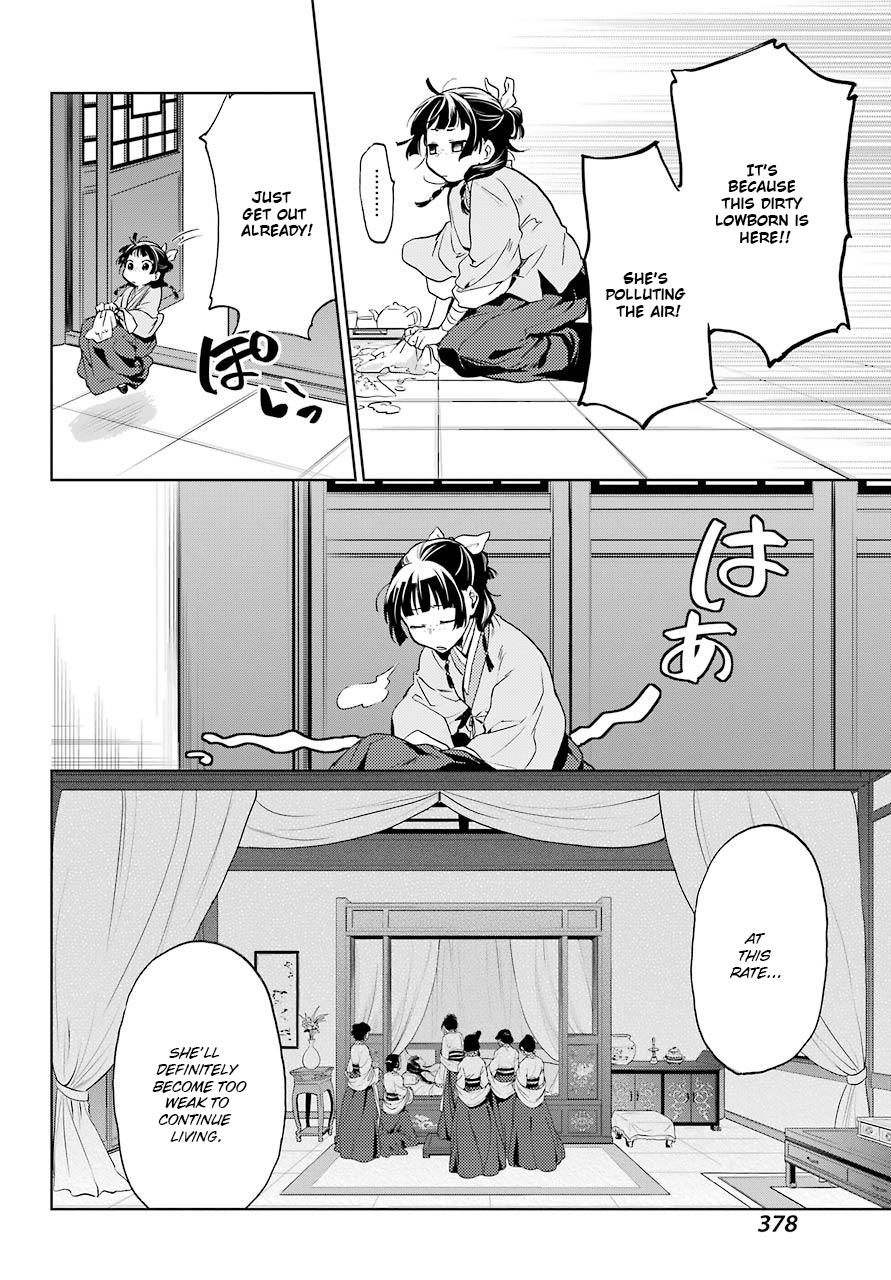 IT'S
BECAUSE
THIS DIRTY
LOWBORN IS
HERE!!
SHE'S
POLLUTING
THE AIR!
.........
JUST
GET OUT
ALREADY!
ぽいっ
はあ
AT
THIS
RATE...
SHE'LL
DEFINITELY
BECOME TOO
WEAK TO
CONTINUE
LIVING.
378